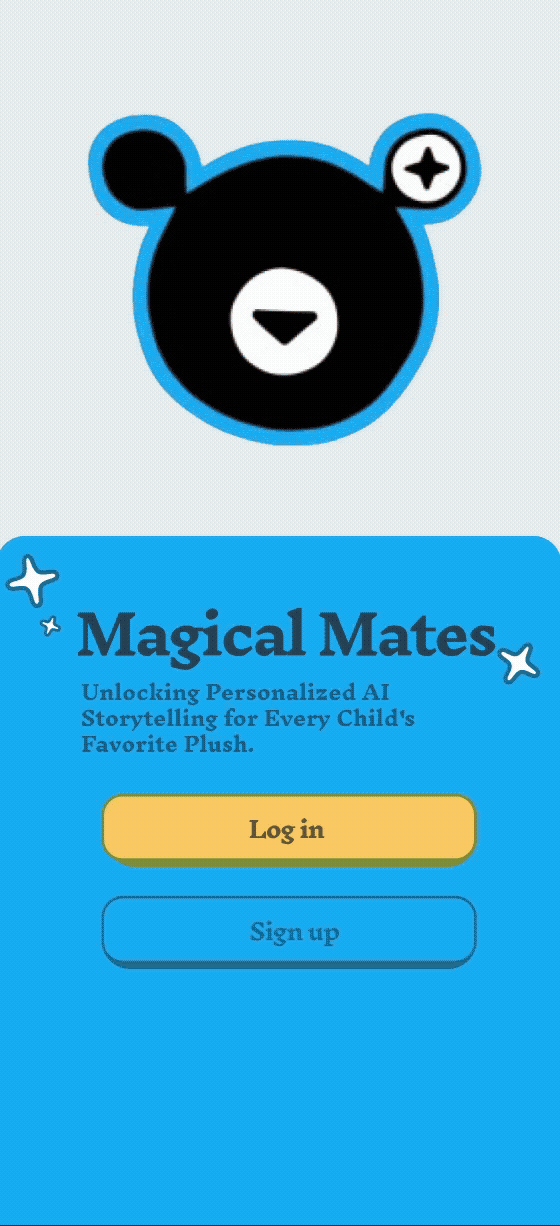 Magical Mates
Unlocking Personalized AI
Storytelling for Every Child's
Favorite Plush.
Log in
Sign up